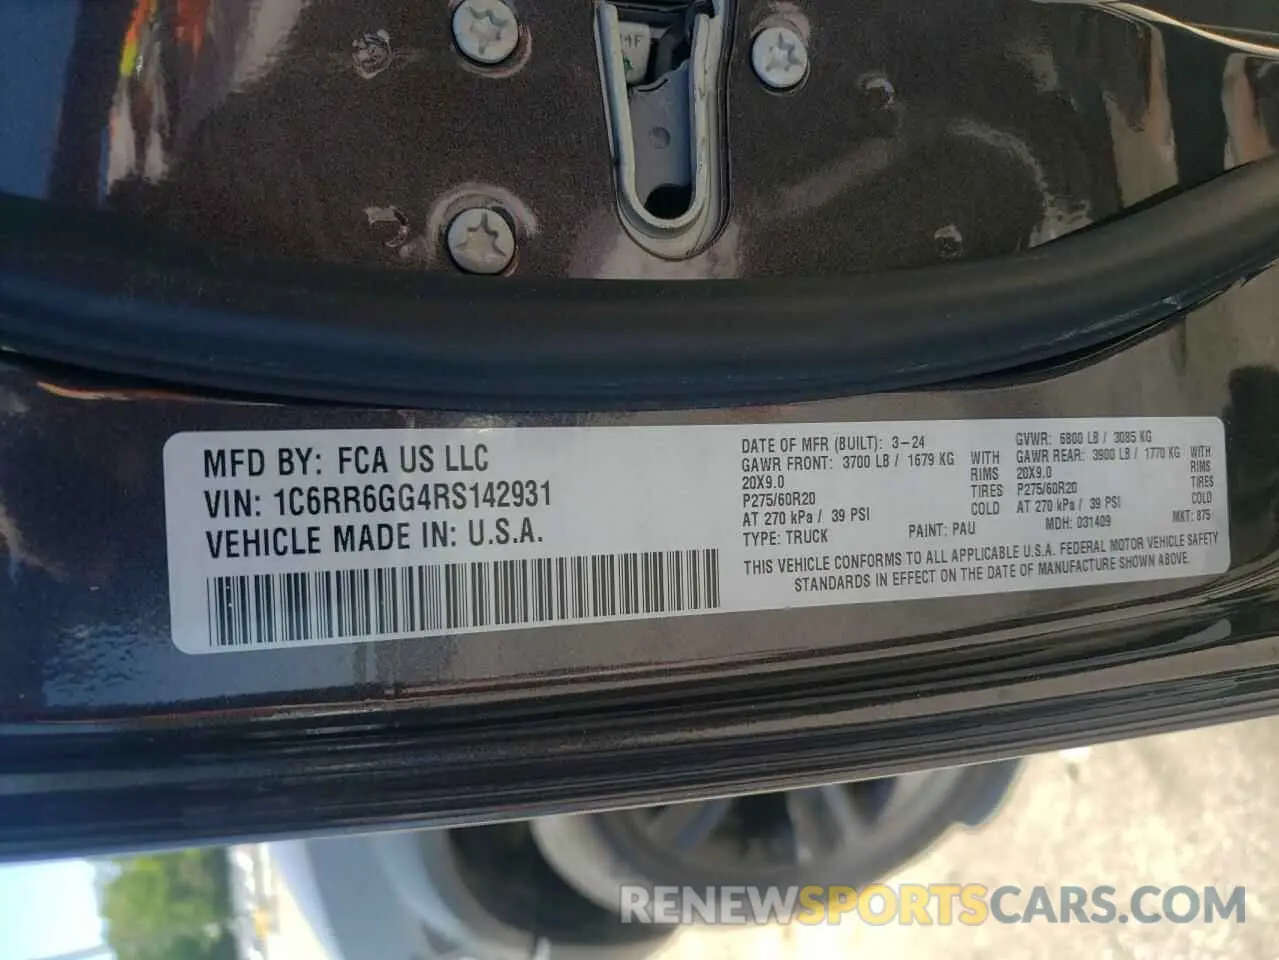 4F
MFD BY: FCA US LLC
VIN: 1C6RR6GG4RS142931
VEHICLE MADE IN: U.S.A.
DATE OF MFR (BUILT): 3-24
GAWR FRONT: 3700 LB / 1679 KG WITH
20X9.0 RIMS
P275/60R20 TIRES
AT 270 kPa / 39 PSI COLD
TYPE: TRUCK PAINT: PAU
GVWR: 6800 LB / 3085 KG
GAWR REAR: 3900 LB / 1770 KG WITH
20X9.0 RIMS
P275/60R20 TIRES
AT 270 kPa / 39 PSI COLD
MDH: 031409 MKT: 875
THIS VEHICLE CONFORMS TO ALL APPLICABLE U.S.A. FEDERAL MOTOR VEHICLE SAFETY
STANDARDS IN EFFECT ON THE DATE OF MANUFACTURE SHOWN ABOVE.
RENEWSPORTSCARS.COM